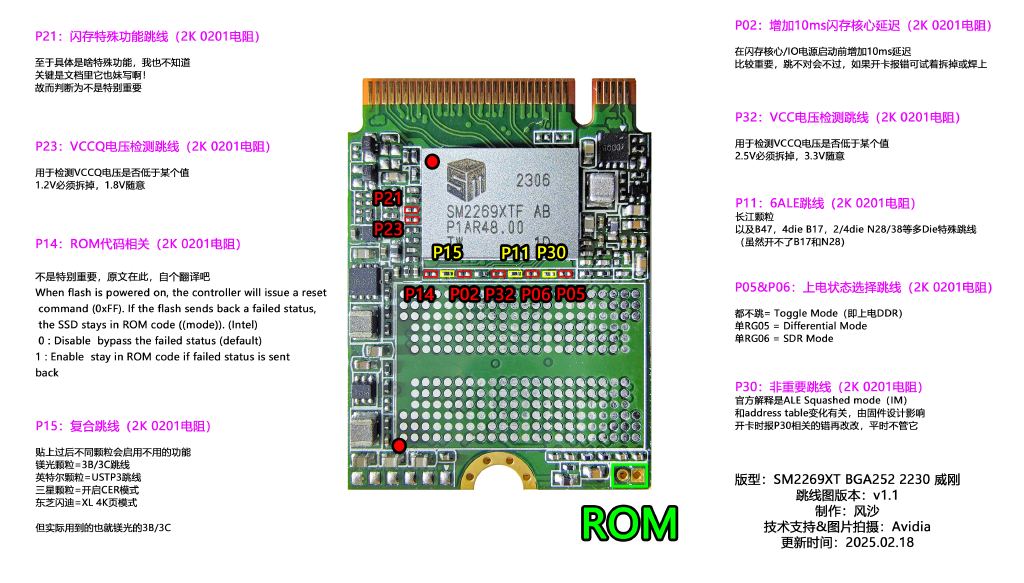 P21：闪存特殊功能跳线（2K 0201电阻）
至于具体是啥特殊功能，我也不知道
关键是文档里它也妹写啊！
故而判断为不是特别重要
P23：VCCQ电压检测跳线（2K 0201电阻）
用于检测VCCQ电压是否低于某个值
1.2V必须拆掉，1.8V随意
P14：ROM代码相关（2K 0201电阻）
不是特别重要，原文在此，自个翻译吧
When flash is powered on, the controller will issue a reset
command (0xFF). If the flash sends back a failed status,
the SSD stays in ROM code ((mode)). (Intel)
0 : Disable bypass the failed status (default)
1 : Enable stay in ROM code if failed status is sent
back
P15：复合跳线（2K 0201电阻）
贴上过后不同颗粒会启用不用的功能
镁光颗粒=3B/3C跳线
英特尔颗粒=USTP3跳线
三星颗粒=开启CER模式
东芝闪迪=XL 4K页模式
但实际用到的也就镁光的3B/3C
2306
SM2269XTF AB
P1AR48.00
TW 1D
P21
P23
P15 P11 P30
P14 P02 P32 P06 P05
ROM
P02：增加10ms闪存核心延迟（2K 0201电阻）
在闪存核心/IO电源启动前增加10ms延迟
比较重要，跳不对会不过，如果开卡报错可试着拆掉或焊上
P32：VCC电压检测跳线（2K 0201电阻）
用于检测VCC电压是否低于某个值
2.5V必须拆掉，3.3V随意
P11：6ALE跳线（2K 0201电阻）
长江颗粒
以及B47，4die B17，2/4die N28/38等多Die特殊跳线
（虽然开不了B17和N28）
P05&P06：上电状态选择跳线（2K 0201电阻）
都不跳= Toggle Mode（即上电DDR）
单RG05 = Differential Mode
单RG06 = SDR Mode
P30：非重要跳线（2K 0201电阻）
官方解释是ALE Squashed mode（IM）
和address table变化有关，由固件设计影响
开卡时报P30相关的错再改改，平时不管它
版型：SM2269XT BGA252 2230 威刚
跳线图版本：v1.1
制作：风沙
技术支持&图片拍摄：Avidia
更新时间：2025.02.18